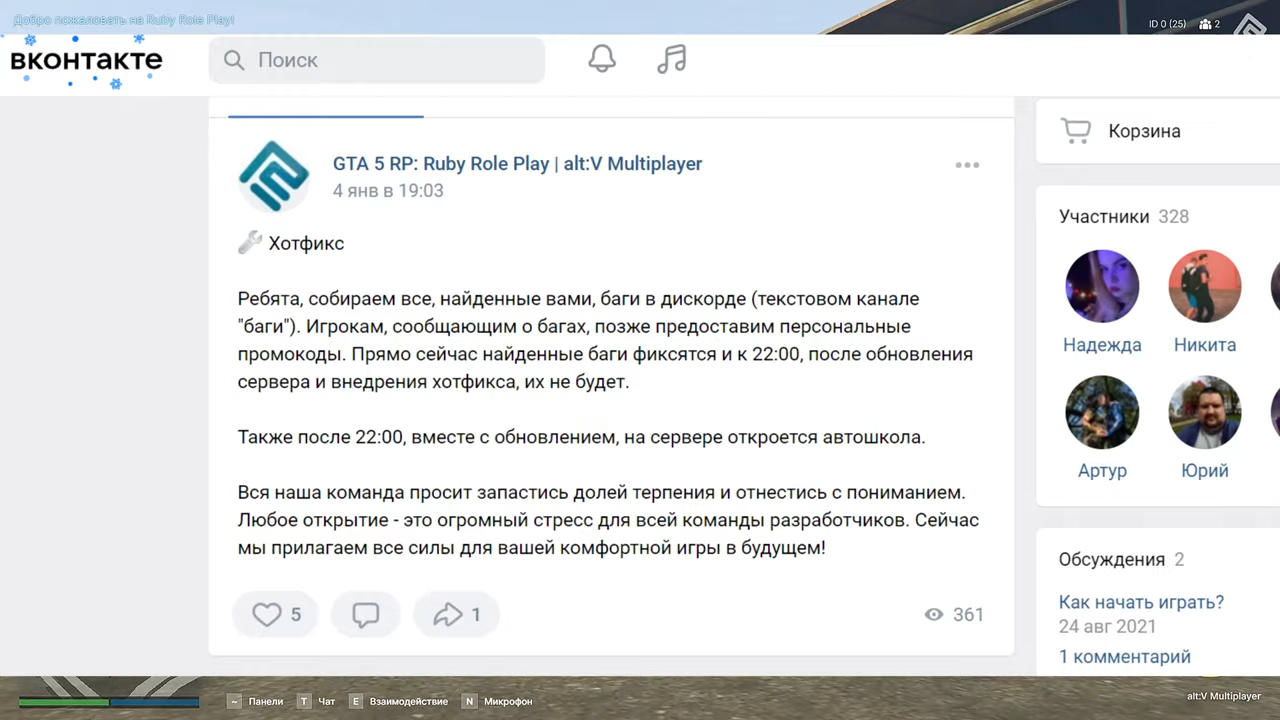 Добро пожаловать на Ruby Role Play!
ID 0 (25) 2
вконтакте
Поиск
GTA 5 RP: Ruby Role Play | alt:V Multiplayer
4 янв в 19:03
Хотфикс
Ребята, собираем все, найденные вами, баги в дискорде (текстовом канале
"баги"). Игрокам, сообщающим о багах, позже предоставим персональные
промокоды. Прямо сейчас найденные баги фиксятся и к 22:00, после обновления
сервера и внедрения хотфикса, их не будет.
Также после 22:00, вместе с обновлением, на сервере откроется автошкола.
Вся наша команда просит запастись долей терпения и отнестись с пониманием.
Любое открытие - это огромный стресс для всей команды разработчиков. Сейчас
мы прилагаем все силы для вашей комфортной игры в будущем!
5
1
361
Корзина
Участники 328
Надежда
Никита
Артур
Юрий
Обсуждения 2
Как начать играть?
24 авг 2021
1 комментарий
~ Панели
T Чат
E Взаимодействие
N Микрофон
alt:V Multiplayer